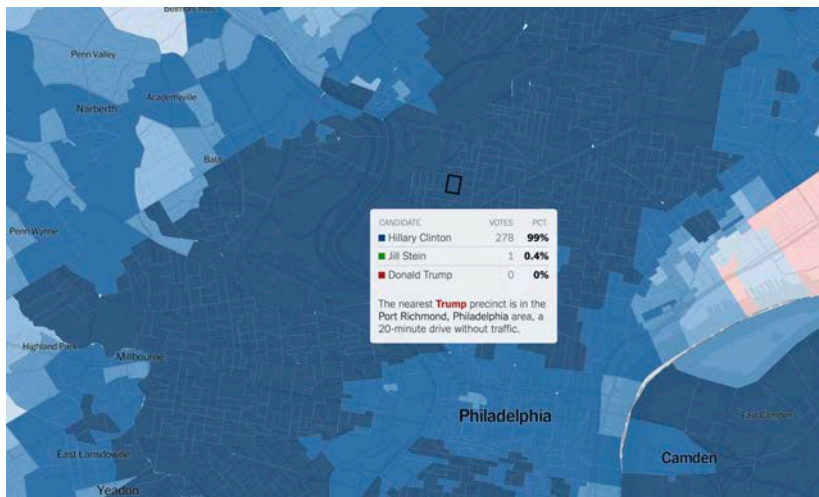 Belmont Hills
Penn Valley
Academyville
Narberth
Bala
Penn Wynne
CANDIDATE VOTES PCT.
Hillary Clinton 278 99%
Jill Stein 1 0.4%
Donald Trump 0 0%
The nearest Trump precinct is in the
Port Richmond, Philadelphia area, a
20-minute drive without traffic.
Highland Park
Millbourne
Philadelphia
East Camden
East Lansdowne
Camden
Yeadon